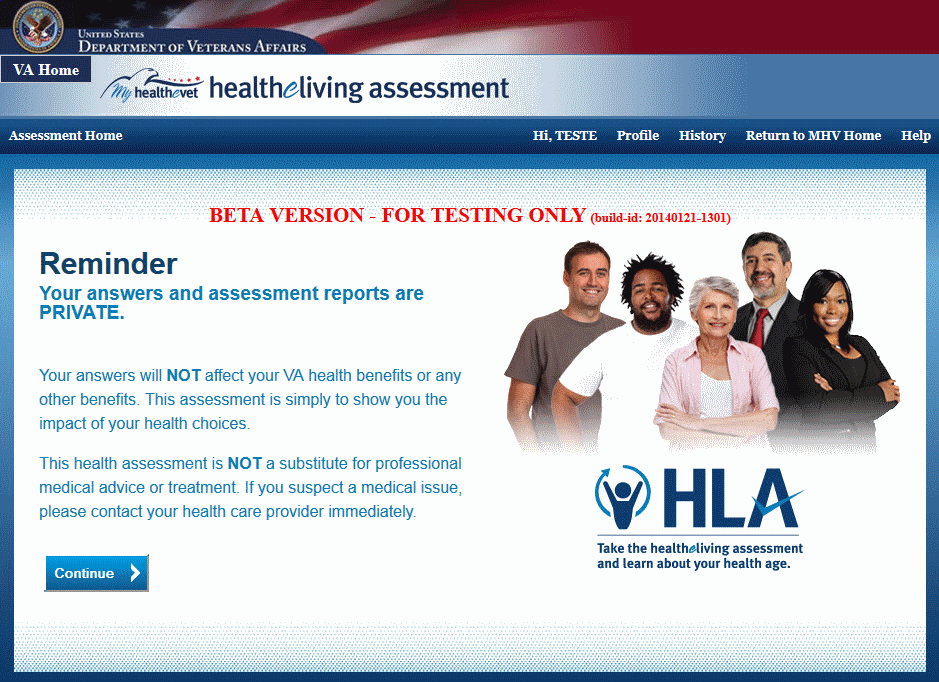 UNITED STATES
DEPARTMENT OF VETERANS AFFAIRS
VA Home
My healthevet healtheliving assessment
Assessment Home Hi, TESTE Profile History Return to MHV Home Help
BETA VERSION - FOR TESTING ONLY (build-id: 20140121-1301)
Reminder
Your answers and assessment reports are
PRIVATE.
Your answers will NOT affect your VA health benefits or any
other benefits. This assessment is simply to show you the
impact of your health choices.
This health assessment is NOT a substitute for professional
medical advice or treatment. If you suspect a medical issue,
please contact your health care provider immediately.
Continue
HLA
Take the healtheliving assessment
and learn about your health age.